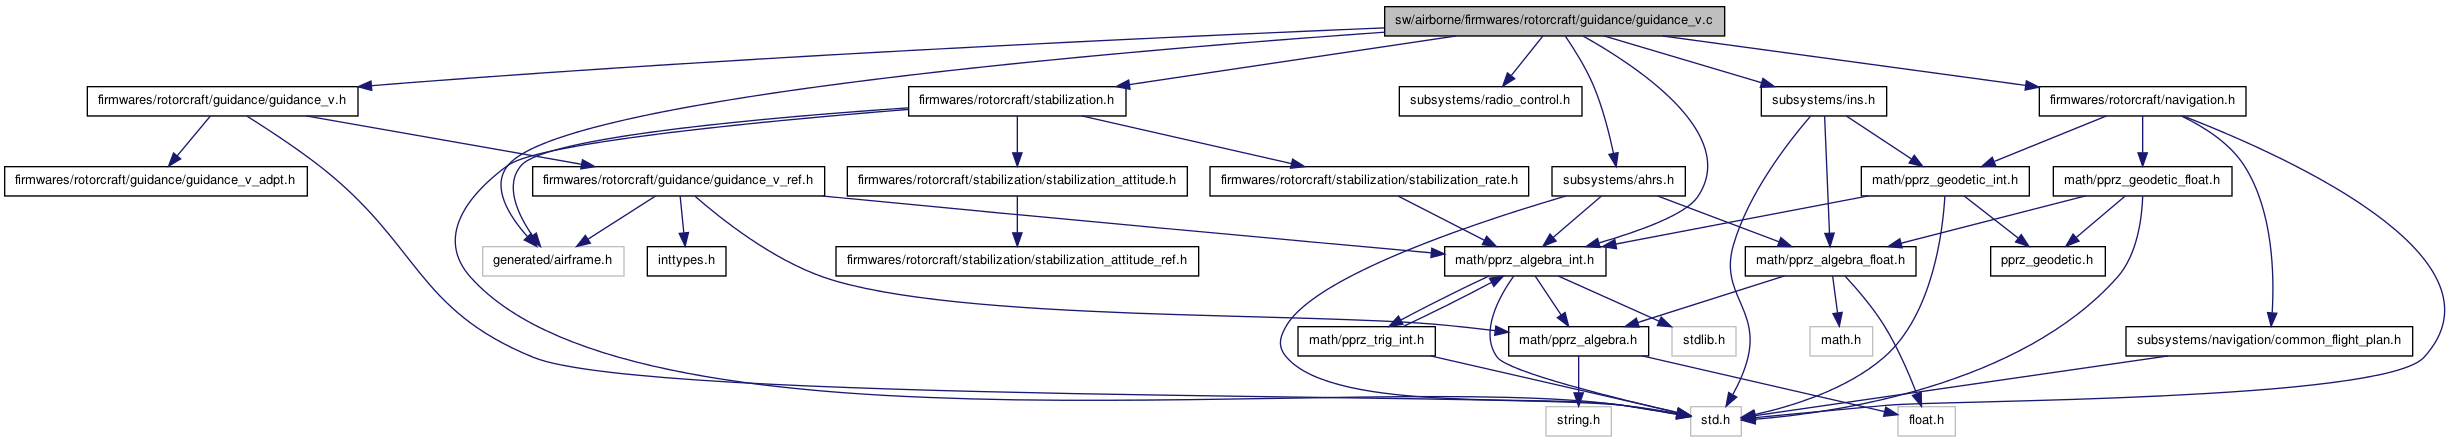 sw/airborne/firmwares/rotorcraft/guidance/guidance_v.c
firmwares/rotorcraft/guidance/guidance_v.h
firmwares/rotorcraft/stabilization.h
subsystems/radio_control.h
subsystems/ins.h
firmwares/rotorcraft/navigation.h
firmwares/rotorcraft/guidance/guidance_v_adpt.h
firmwares/rotorcraft/guidance/guidance_v_ref.h
firmwares/rotorcraft/stabilization/stabilization_attitude.h
firmwares/rotorcraft/stabilization/stabilization_rate.h
subsystems/ahrs.h
math/pprz_geodetic_int.h
math/pprz_geodetic_float.h
generated/airframe.h
inttypes.h
firmwares/rotorcraft/stabilization/stabilization_attitude_ref.h
math/pprz_algebra_int.h
math/pprz_algebra_float.h
pprz_geodetic.h
math/pprz_trig_int.h
math/pprz_algebra.h
stdlib.h
math.h
subsystems/navigation/common_flight_plan.h
string.h
std.h
float.h